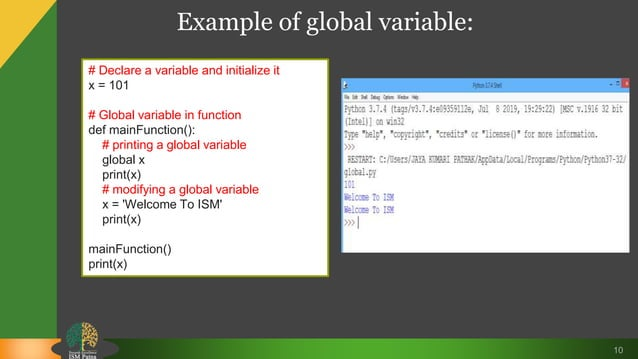 Example of global variable:
# Declare a variable and initialize it
x = 101
# Global variable in function
def mainFunction():
# printing a global variable
global x
print(x)
# modifying a global variable
x = 'Welcome To ISM'
print(x)
mainFunction()
print(x)
Python 3.7.4 Shell
File Edit Shell Debug Options Window Help
Python 3.7.4 (tags/v3.7.4:e09359112e, Jul 8 2019, 19:29:22) [MSC v.1916 32 bit
(Intel)] on win32
Type "help", "copyright", "credits" or "license()" for more information.
>>>
RESTART: C:/Users/JAYA KUMARI PATHAK/AppData/Local/Programs/Python/Python37-32/
global.py
101
Welcome To ISM
Welcome To ISM
>>>
ISM Patna
10